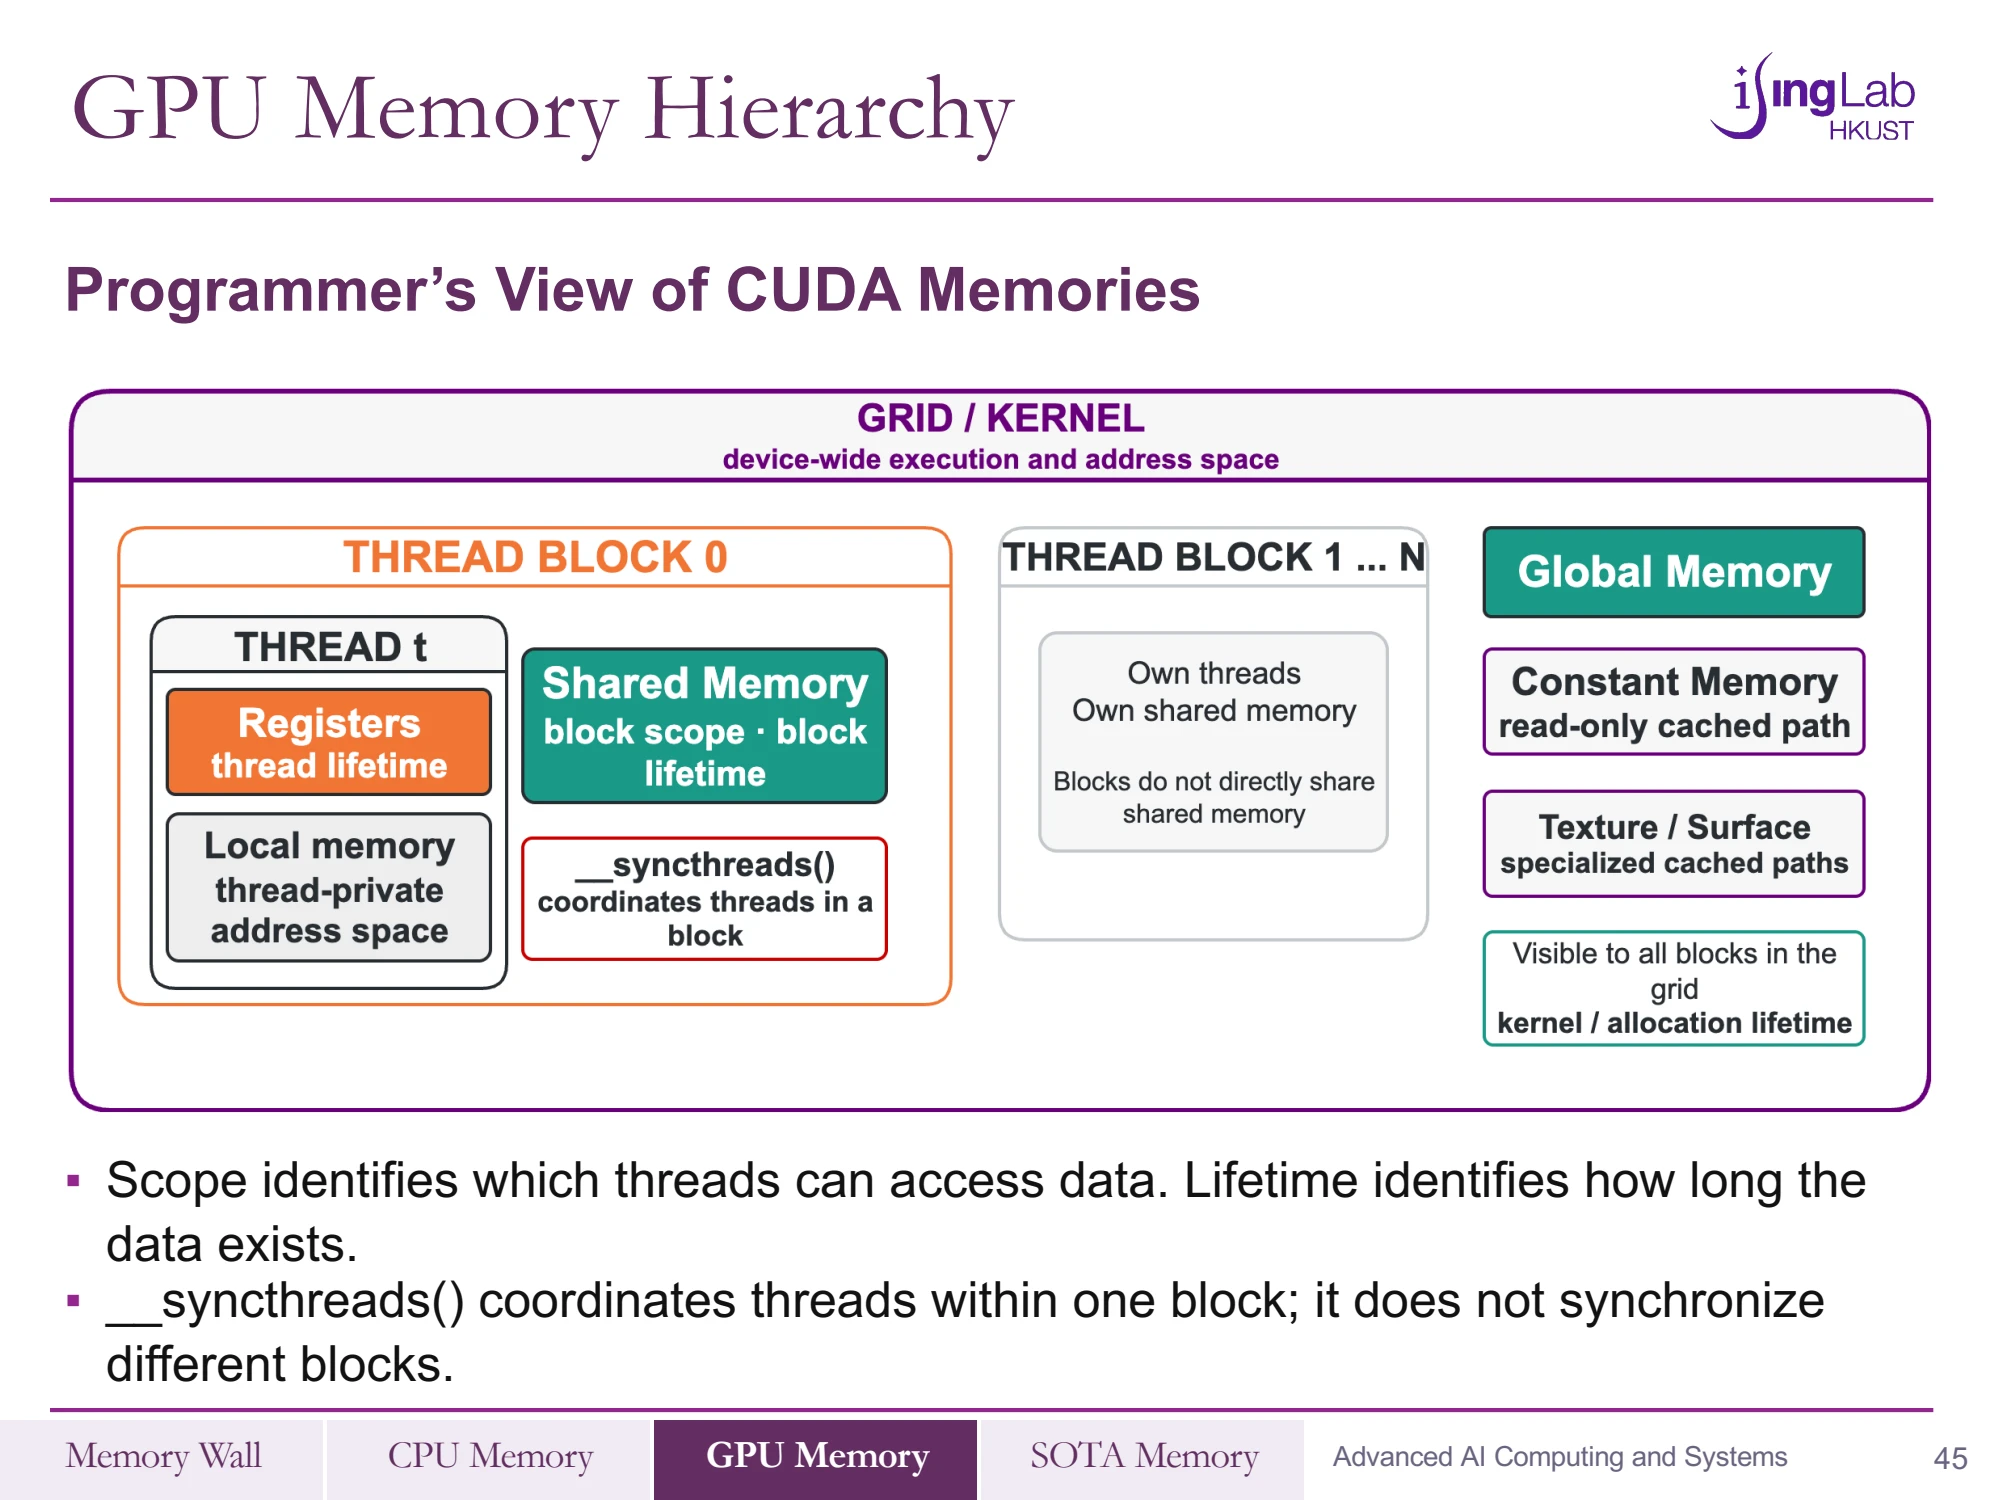 GPU Memory Hierarchy
isingLab
HKUST
Programmer’s View of CUDA Memories
GRID / KERNEL
device-wide execution and address space
THREAD BLOCK 0
THREAD t
Registers
thread lifetime
Local memory
thread-private
address space
Shared Memory
block scope · block
lifetime
__syncthreads()
coordinates threads in a
block
THREAD BLOCK 1 ... N
Own threads
Own shared memory
Blocks do not directly share
shared memory
Global Memory
Constant Memory
read-only cached path
Texture / Surface
specialized cached paths
Visible to all blocks in the
grid
kernel / allocation lifetime
▪ Scope identifies which threads can access data. Lifetime identifies how long the
data exists.
▪ __syncthreads() coordinates threads within one block; it does not synchronize
different blocks.
Memory Wall
CPU Memory
GPU Memory
SOTA Memory
Advanced AI Computing and Systems
45